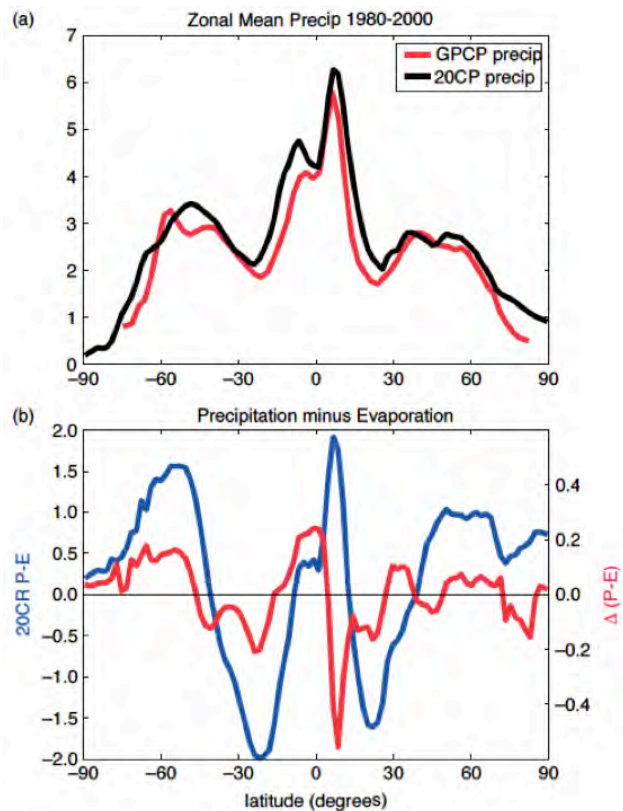 (a) Zonal Mean Precip 1980-2000
7
GPCP precip
20CP precip
6
5
4
3
2
1
0
−90 −60 −30 0 30 60 90
(b) Precipitation minus Evaporation
2.0
1.5
1.0
0.5
0.0
−0.5
−1.0
−1.5
−2.0
20CR P-E
0.4
0.2
0.0
−0.2
−0.4
Δ (P-E)
−90 −60 −30 0 30 60 90
latitude (degrees)